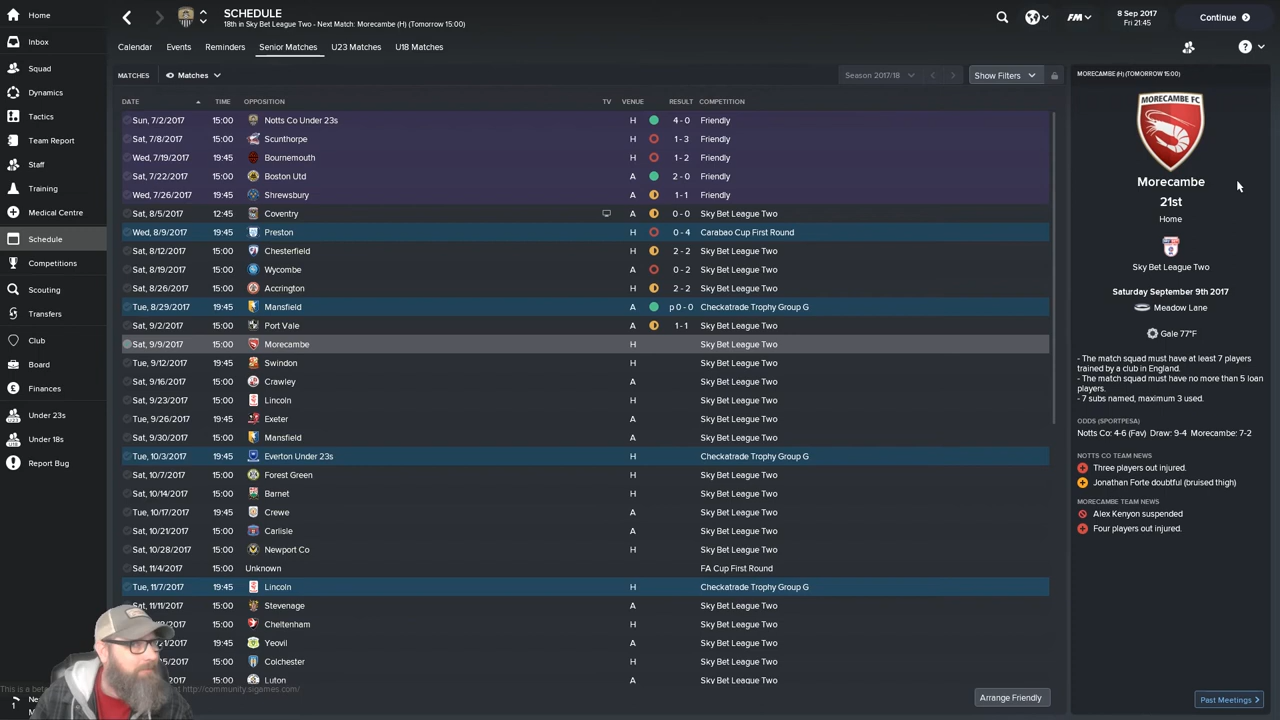 Home
Inbox
Squad
Dynamics
Tactics
Team Report
Staff
Training
Medical Centre
Schedule
Competitions
Scouting
Transfers
Club
Board
Finances
Under 23s
Under 18s
Report Bug
SCHEDULE
18th in Sky Bet League Two - Next Match: Morecambe (H) (Tomorrow 15:00)
FM
8 Sep 2017
Fri 21:45
Continue
Calendar Events Reminders Senior Matches U23 Matches U18 Matches
?
MATCHES Matches Season 2017/18 Show Filters
DATE TIME OPPOSITION TV VENUE RESULT COMPETITION
Sun, 7/2/2017 15:00 Notts Co Under 23s H 4 - 0 Friendly
Sat, 7/8/2017 15:00 Scunthorpe H 1 - 3 Friendly
Wed, 7/19/2017 19:45 Bournemouth H 1 - 2 Friendly
Sat, 7/22/2017 15:00 Boston Utd A 2 - 0 Friendly
Wed, 7/26/2017 19:45 Shrewsbury A 1 - 1 Friendly
Sat, 8/5/2017 12:45 Coventry A 0 - 0 Sky Bet League Two
Wed, 8/9/2017 19:45 Preston H 0 - 4 Carabao Cup First Round
Sat, 8/12/2017 15:00 Chesterfield H 2 - 2 Sky Bet League Two
Sat, 8/19/2017 15:00 Wycombe A 0 - 2 Sky Bet League Two
Sat, 8/26/2017 15:00 Accrington H 2 - 2 Sky Bet League Two
Tue, 8/29/2017 19:45 Mansfield A p 0 - 0 Checkatrade Trophy Group G
Sat, 9/2/2017 15:00 Port Vale A 1 - 1 Sky Bet League Two
Sat, 9/9/2017 15:00 Morecambe H Sky Bet League Two
Tue, 9/12/2017 19:45 Swindon H Sky Bet League Two
Sat, 9/16/2017 15:00 Crawley A Sky Bet League Two
Sat, 9/23/2017 15:00 Lincoln H Sky Bet League Two
Tue, 9/26/2017 19:45 Exeter A Sky Bet League Two
Sat, 9/30/2017 15:00 Mansfield A Sky Bet League Two
Tue, 10/3/2017 19:45 Everton Under 23s H Checkatrade Trophy Group G
Sat, 10/7/2017 15:00 Forest Green H Sky Bet League Two
Sat, 10/14/2017 15:00 Barnet H Sky Bet League Two
Tue, 10/17/2017 19:45 Crewe A Sky Bet League Two
Sat, 10/21/2017 15:00 Carlisle A Sky Bet League Two
Sat, 10/28/2017 15:00 Newport Co H Sky Bet League Two
Sat, 11/4/2017 15:00 Unknown FA Cup First Round
Tue, 11/7/2017 19:45 Lincoln H Checkatrade Trophy Group G
Sat, 11/11/2017 15:00 Stevenage A Sky Bet League Two
15:00 Cheltenham H Sky Bet League Two
19:45 Yeovil A Sky Bet League Two
15:00 Colchester H Sky Bet League Two
15:00 Luton A Sky Bet League Two
This is a bet
at http://community.sigames.com/
Arrange Friendly
MORECAMBE (H) (TOMORROW 15:00)
MORECAMBE FC
Morecambe
21st
Home
Sky Bet League Two
Saturday September 9th 2017
Meadow Lane
Gale 77°F
- The match squad must have at least 7 players
trained by a club in England.
- The match squad must have no more than 5 loan
players.
- 7 subs named, maximum 3 used.
ODDS (SPORTPESA)
Notts Co: 4-6 (Fav) Draw: 9-4 Morecambe: 7-2
NOTTS CO TEAM NEWS
Three players out injured.
Jonathan Forte doubtful (bruised thigh)
MORECAMBE TEAM NEWS
Alex Kenyon suspended
Four players out injured.
Past Meetings